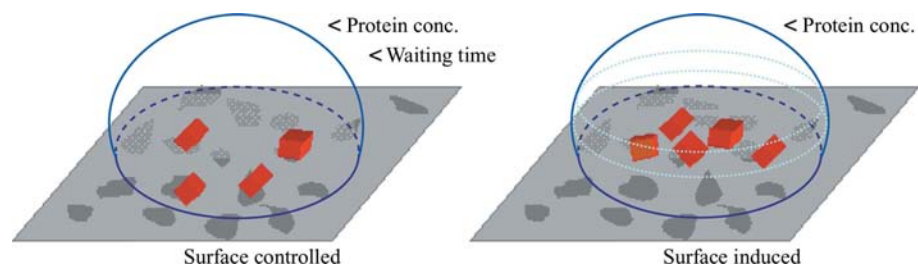 < Protein conc.
< Waiting time
Surface controlled
< Protein conc.
Surface induced